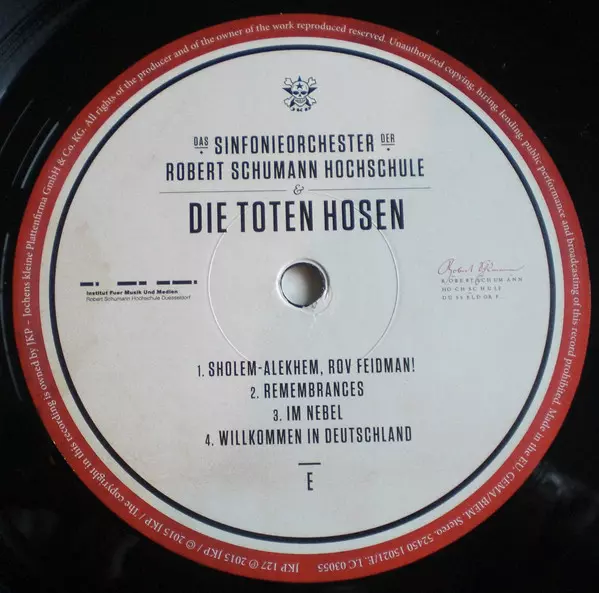 JKP 127 ℗ 2015 JKP / © 2015 JKP / The copyright in this recording is owned by JKP - Jochens kleine Plattenfirma GmbH & Co. KG. All rights of the producer and of the owner of the work reproduced reserved. Unauthorized copying, hiring, lending, public performance and broadcasting of this record prohibited. Made in the EU. GEMA/BIEM. Stereo. 52450 15021/E. LC 03055
DAS SINFONIEORCHESTER DER
ROBERT SCHUMANN HOCHSCHULE
&
DIE TOTEN HOSEN
Institut Fuer Musik Und Medien
Robert Schumann Hochschule Duesseldorf
ROBERT SCHUMANN
HOCHSCHULE
DÜSSELDORF
1. SHOLEM-ALEKHEM, ROV FEIDMAN!
2. REMEMBRANCES
3. IM NEBEL
4. WILLKOMMEN IN DEUTSCHLAND
E